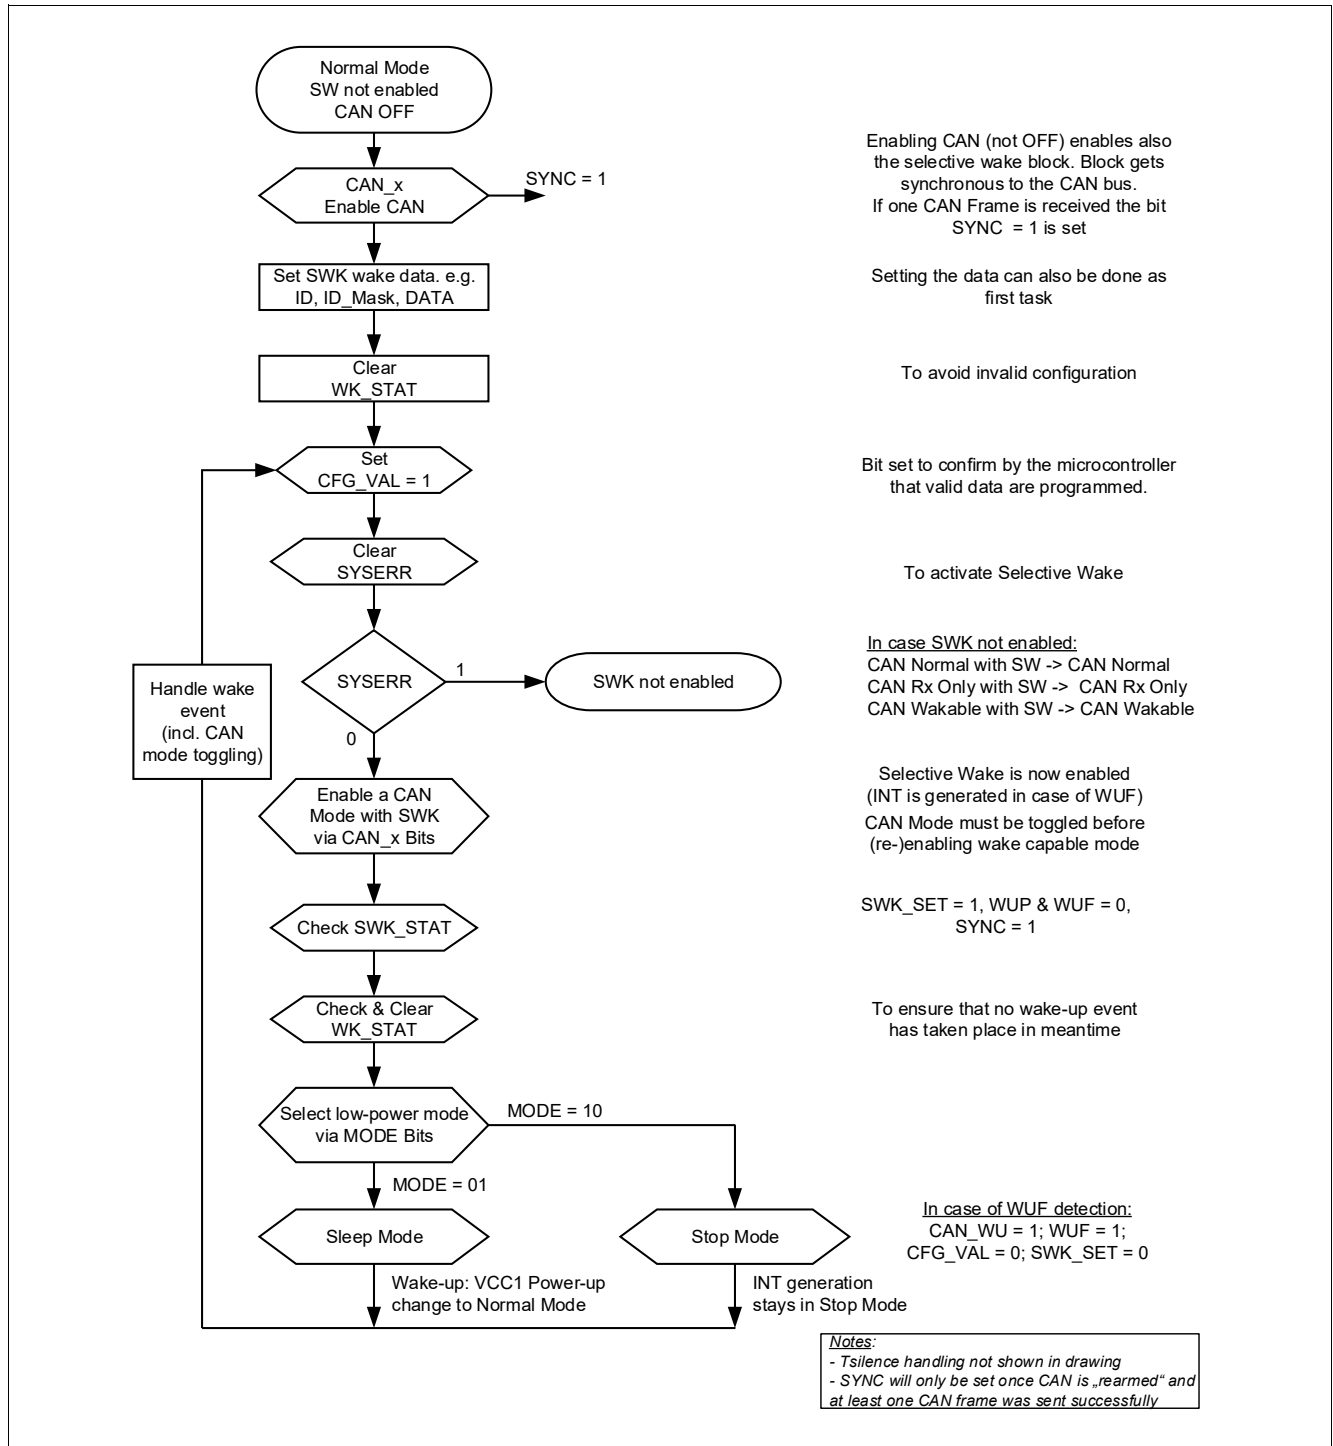 Normal Mode
SW not enabled
CAN OFF
CAN_x
Enable CAN
SYNC = 1
Enabling CAN (not OFF) enables also
the selective wake block. Block gets
synchronous to the CAN bus.
If one CAN Frame is received the bit
SYNC  = 1 is set
Set SWK wake data. e.g.
ID, ID_Mask, DATA
Setting the data can also be done as
first task
Clear
WK_STAT
To avoid invalid configuration
Set
CFG_VAL = 1
Bit set to confirm by the microcontroller
that valid data are programmed.
Clear
SYSERR
To activate Selective Wake
SYSERR
1
0
SWK not enabled
In case SWK not enabled:
CAN Normal with SW -> CAN Normal
CAN Rx Only with SW ->  CAN Rx Only
CAN Wakable with SW -> CAN Wakable
Handle wake
event
(incl. CAN
mode toggling)
Enable a CAN
Mode with SWK
via CAN_x Bits
Selective Wake is now enabled
(INT is generated in case of WUF)
CAN Mode must be toggled before
(re-)enabling wake capable mode
Check SWK_STAT
SWK_SET = 1, WUP & WUF = 0,
SYNC = 1
Check & Clear
WK_STAT
To ensure that no wake-up event
has taken place in meantime
Select low-power mode
via MODE Bits
MODE = 10
MODE = 01
Sleep Mode
Stop Mode
In case of WUF detection:
CAN_WU = 1; WUF = 1;
CFG_VAL = 0; SWK_SET = 0
Wake-up: VCC1 Power-up
change to Normal Mode
INT generation
stays in Stop Mode
Notes:
- Tsilence handling not shown in drawing
- SYNC will only be set once CAN is „rearmed“ and
at least one CAN frame was sent successfully